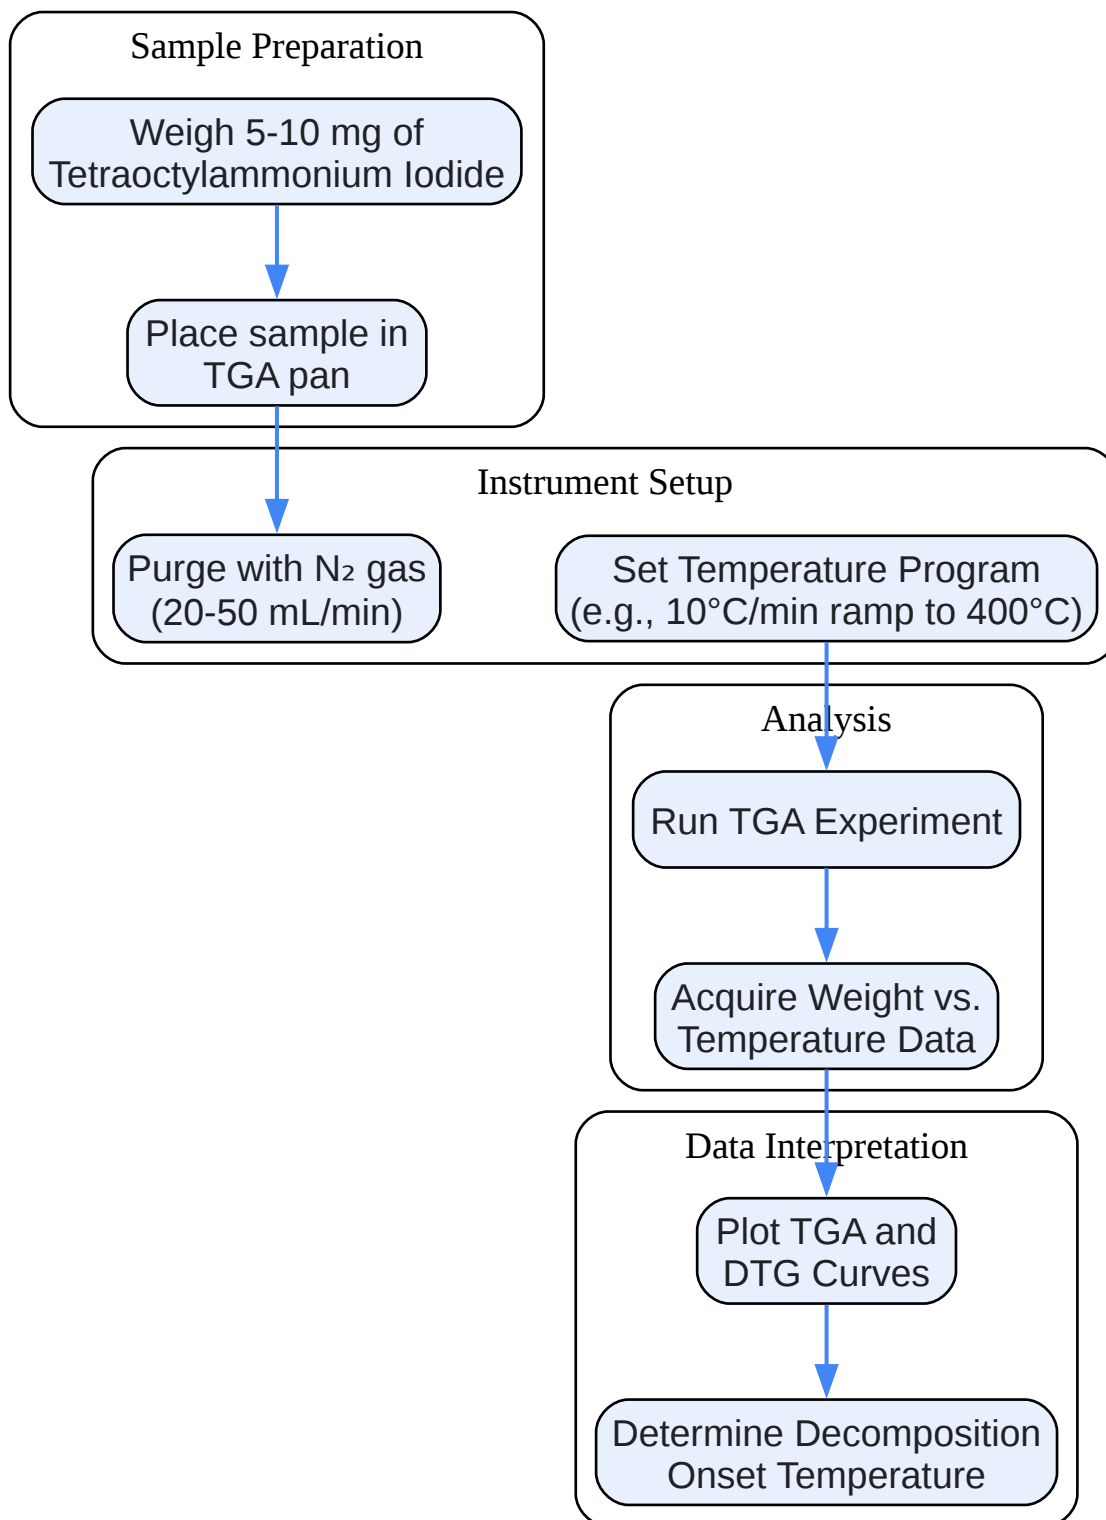 Sample Preparation
Weigh 5-10 mg of
Tetraoctylammonium Iodide
Place sample in
TGA pan
Instrument Setup
Purge with N₂ gas
(20-50 mL/min)
Set Temperature Program
(e.g., 10°C/min ramp to 400°C)
Analysis
Run TGA Experiment
Acquire Weight vs.
Temperature Data
Data Interpretation
Plot TGA and
DTG Curves
Determine Decomposition
Onset Temperature